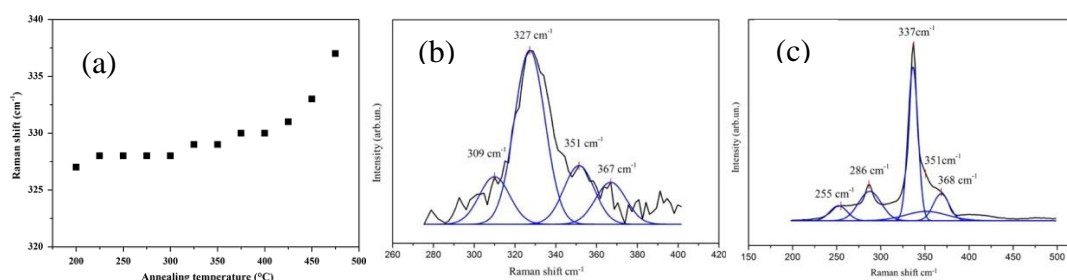 (a)
Raman shift (cm⁻¹)
340
335
330
325
320
200 250 300 350 400 450 500
Annealing temperature (°C)
(b)
Intensity (arb.un.)
327 cm⁻¹
309 cm⁻¹
351 cm⁻¹
367 cm⁻¹
260 280 300 320 340 360 380 400 420
Raman shift cm⁻¹
(c)
Intensity (arb.un.)
337cm⁻¹
286 cm⁻¹
255 cm⁻¹
351cm⁻¹
368 cm⁻¹
150 200 250 300 350 400 450 500
Raman shift cm⁻¹